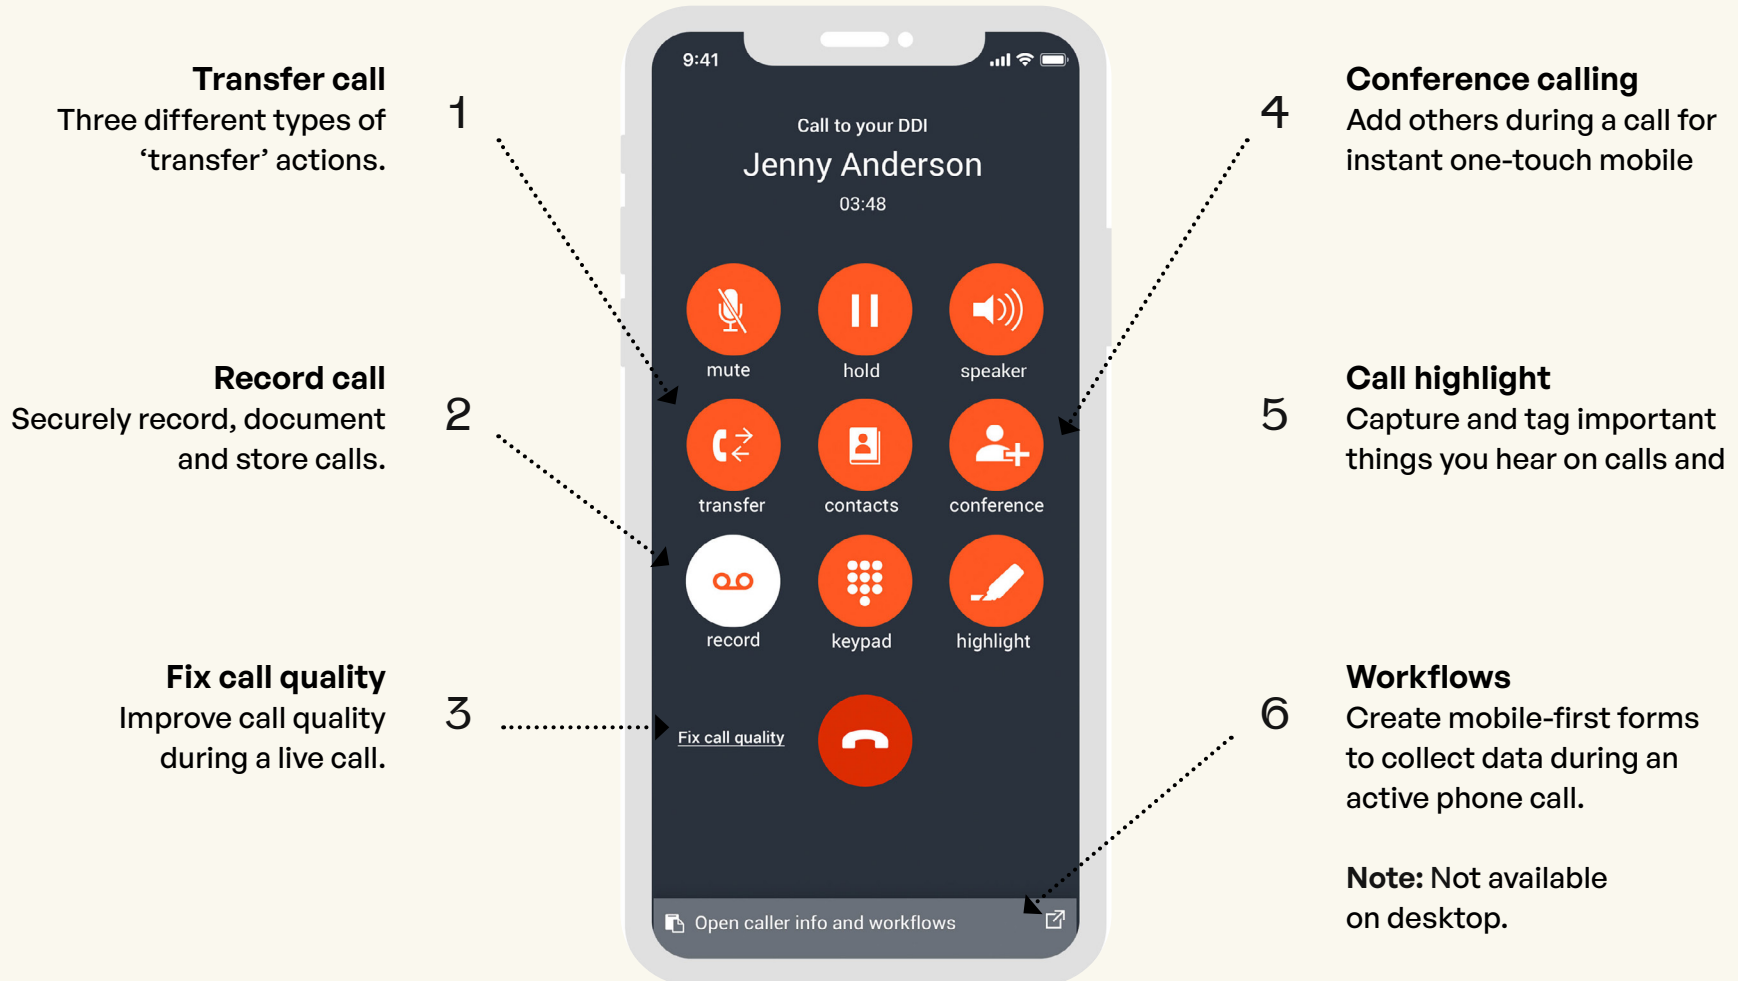 Transfer call
Three different types of
‘transfer’ actions.
1
Record call
Securely record, document
and store calls.
2
Fix call quality
Improve call quality
during a live call.
3
9:41
Call to your DDI
Jenny Anderson
03:48
mute hold speaker
transfer contacts conference
record keypad highlight
Fix call quality
Open caller info and workflows
4
Conference calling
Add others during a call for
instant one-touch mobile
5
Call highlight
Capture and tag important
things you hear on calls and
6
Workflows
Create mobile-first forms
to collect data during an
active phone call.
Note: Not available
on desktop.